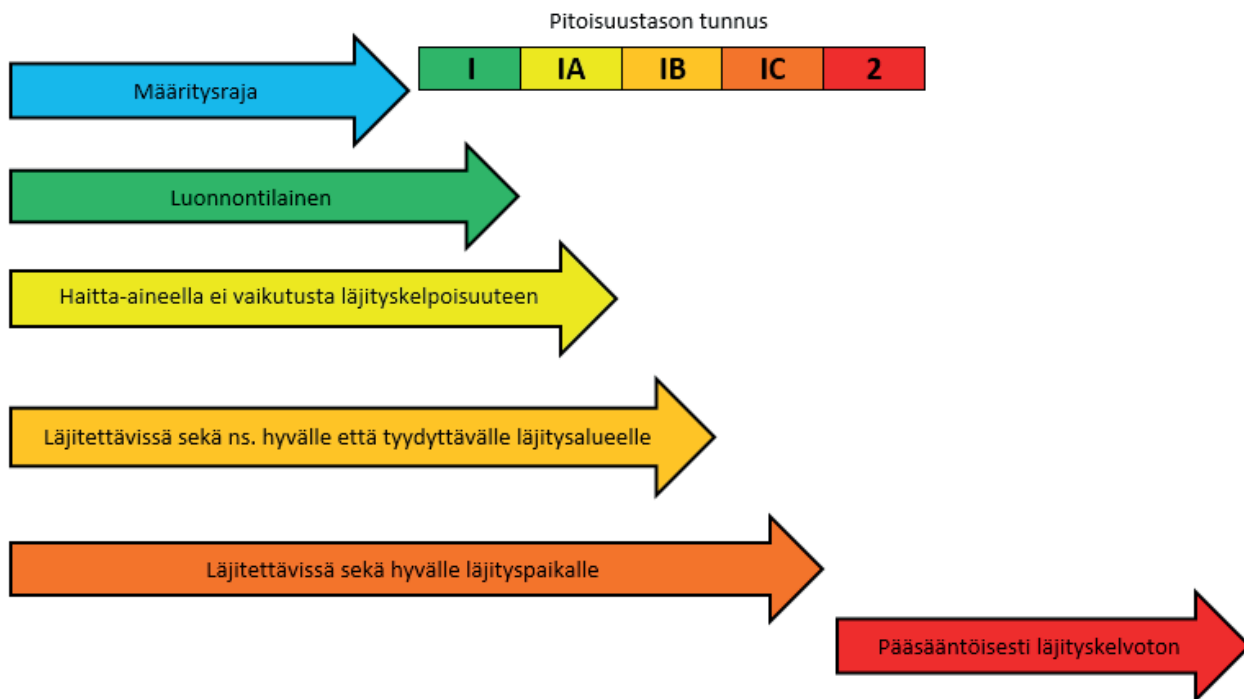 Pitoisuustason tunnus
I IA IB IC 2
Määritysraja
Luonnontilainen
Haitta-aineella ei vaikutusta läjityskelpoisuuteen
Läjitettävissä sekä ns. hyvälle että tyydyttävälle läjitysalueelle
Läjitettävissä sekä hyvälle läjityspaikalle
Pääsääntöisesti läjityskelvoton